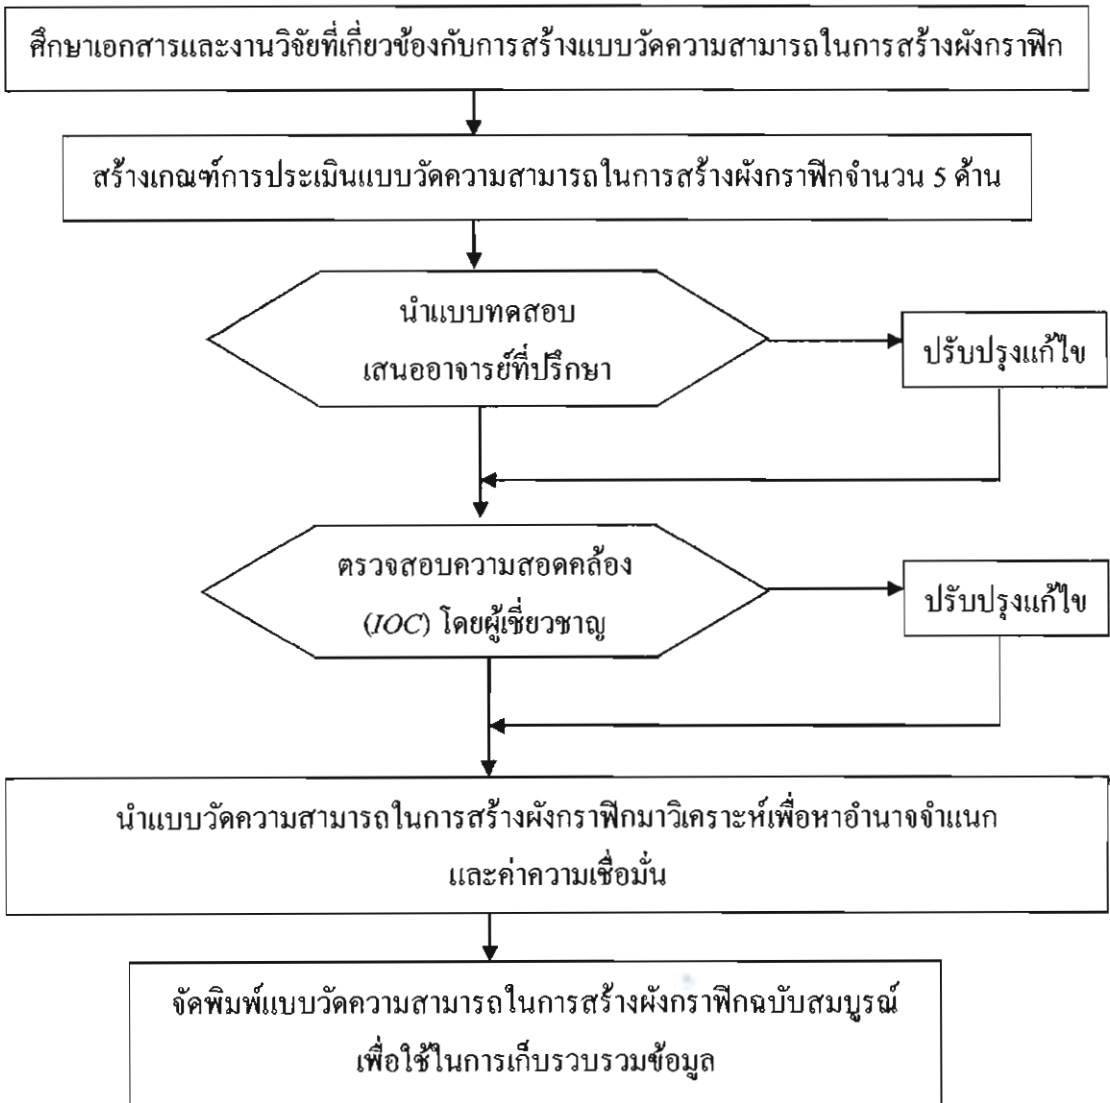 ศึกษาเอกสารและงานวิจัยที่เกี่ยวข้องกับการสร้างแบบวัดความสามารถในการสร้างผังกราฟิก
สร้างเกณฑ์การประเมินแบบวัดความสามารถในการสร้างผังกราฟิกจำนวน 5 ด้าน
นำแบบทดสอบ
เสนออาจารย์ที่ปรึกษา
ปรับปรุงแก้ไข
ตรวจสอบความสอดคล้อง
(IOC) โดยผู้เชี่ยวชาญ
ปรับปรุงแก้ไข
นำแบบวัดความสามารถในการสร้างผังกราฟิกมาวิเคราะห์เพื่อหาอำนาจจำแนก
และค่าความเชื่อมั่น
จัดพิมพ์แบบวัดความสามารถในการสร้างผังกราฟิกฉบับสมบูรณ์
เพื่อใช้ในการเก็บรวบรวมข้อมูล